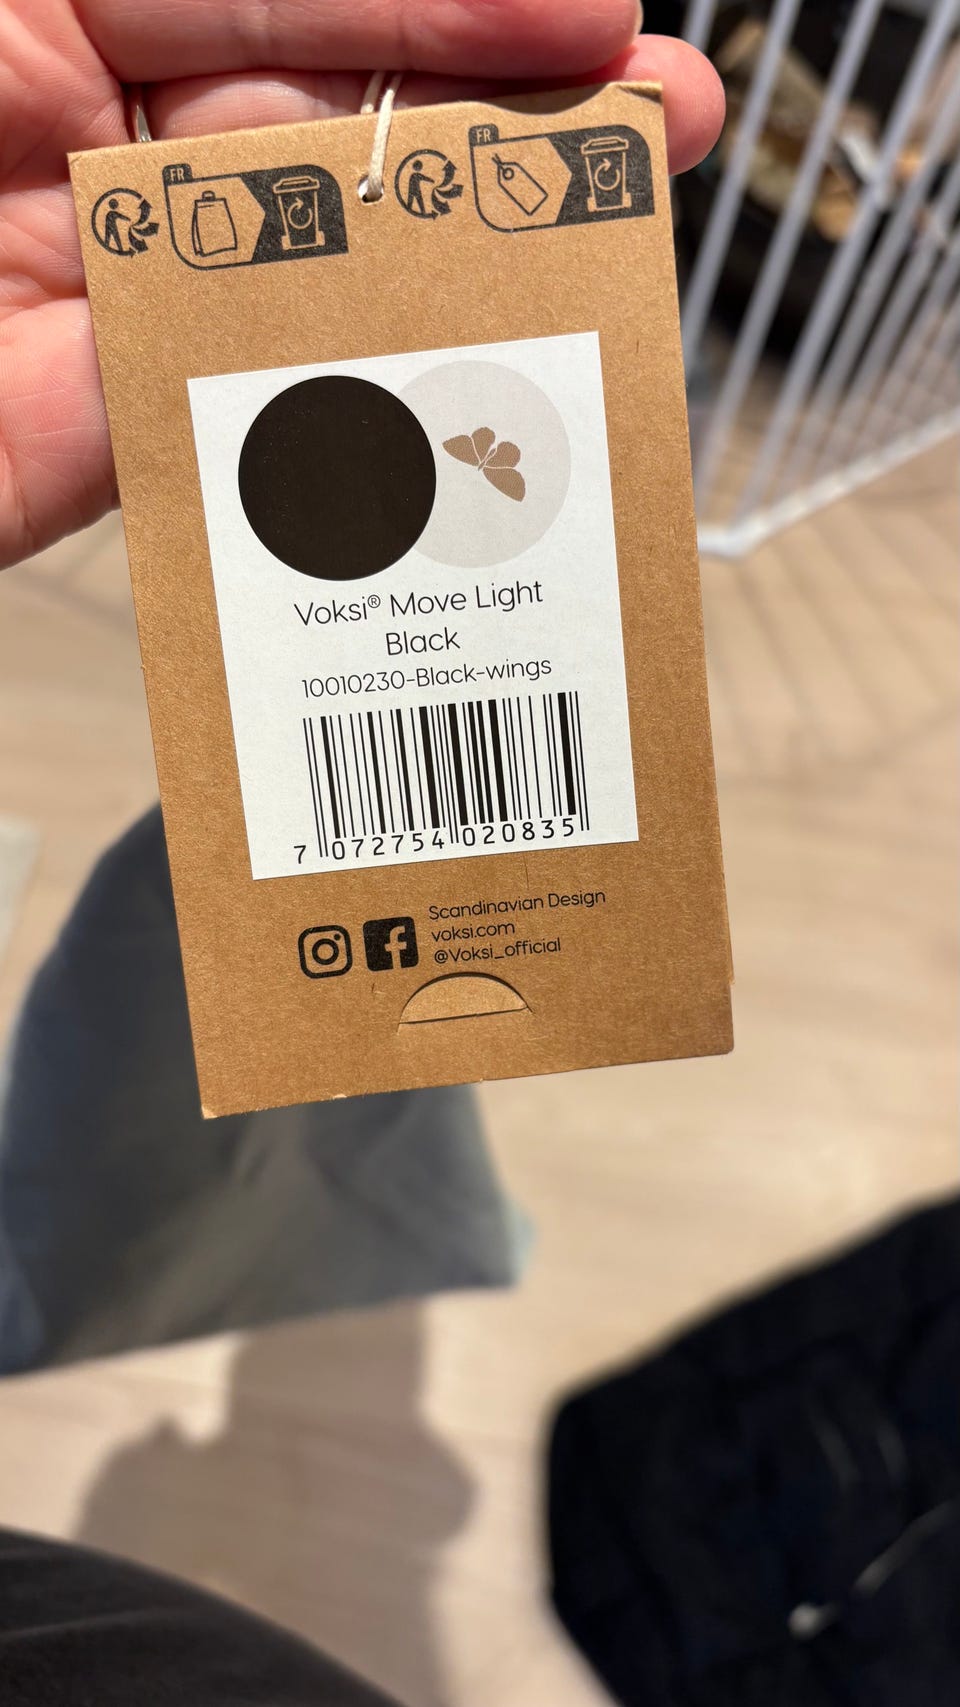 FR
FR
Voksi® Move Light
Black
10010230-Black-wings
7 072754 020835
Scandinavian Design
voksi.com
@Voksi_official